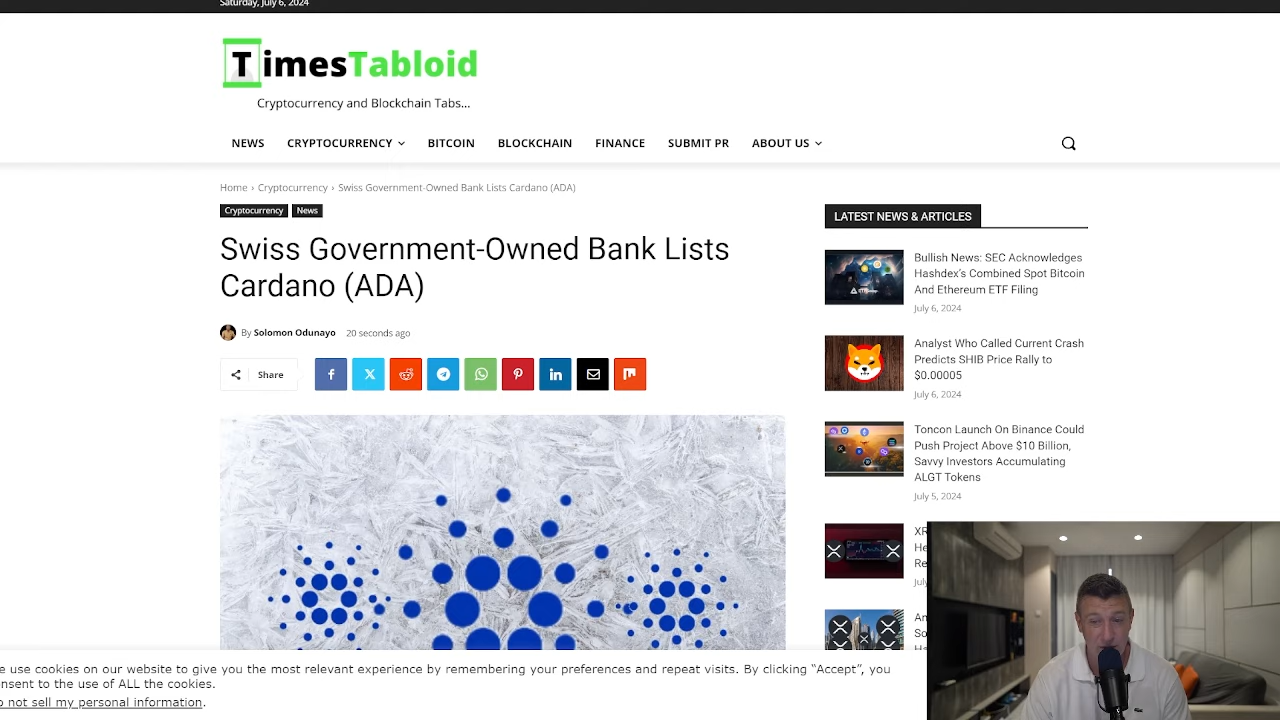 Saturday, July 6, 2024
TimesTabloid
Cryptocurrency and Blockchain Tabs...
NEWS
CRYPTOCURRENCY
BITCOIN
BLOCKCHAIN
FINANCE
SUBMIT PR
ABOUT US
Home › Cryptocurrency › Swiss Government-Owned Bank Lists Cardano (ADA)
Cryptocurrency
News
Swiss Government-Owned Bank Lists
Cardano (ADA)
By Solomon Odunayo 20 seconds ago
Share
LATEST NEWS & ARTICLES
Bullish News: SEC Acknowledges
Hashdex's Combined Spot Bitcoin
And Ethereum ETF Filing
July 6, 2024
Analyst Who Called Current Crash
Predicts SHIB Price Rally to
$0.00005
July 6, 2024
Toncon Launch On Binance Could
Push Project Above $10 Billion,
Savvy Investors Accumulating
ALGT Tokens
July 5, 2024
XR
He
Re
July
An
So
e use cookies on our website to give you the most relevant experience by remembering your preferences and repeat visits. By clicking “Accept”, you
nsent to the use of ALL the cookies.
o not sell my personal information.